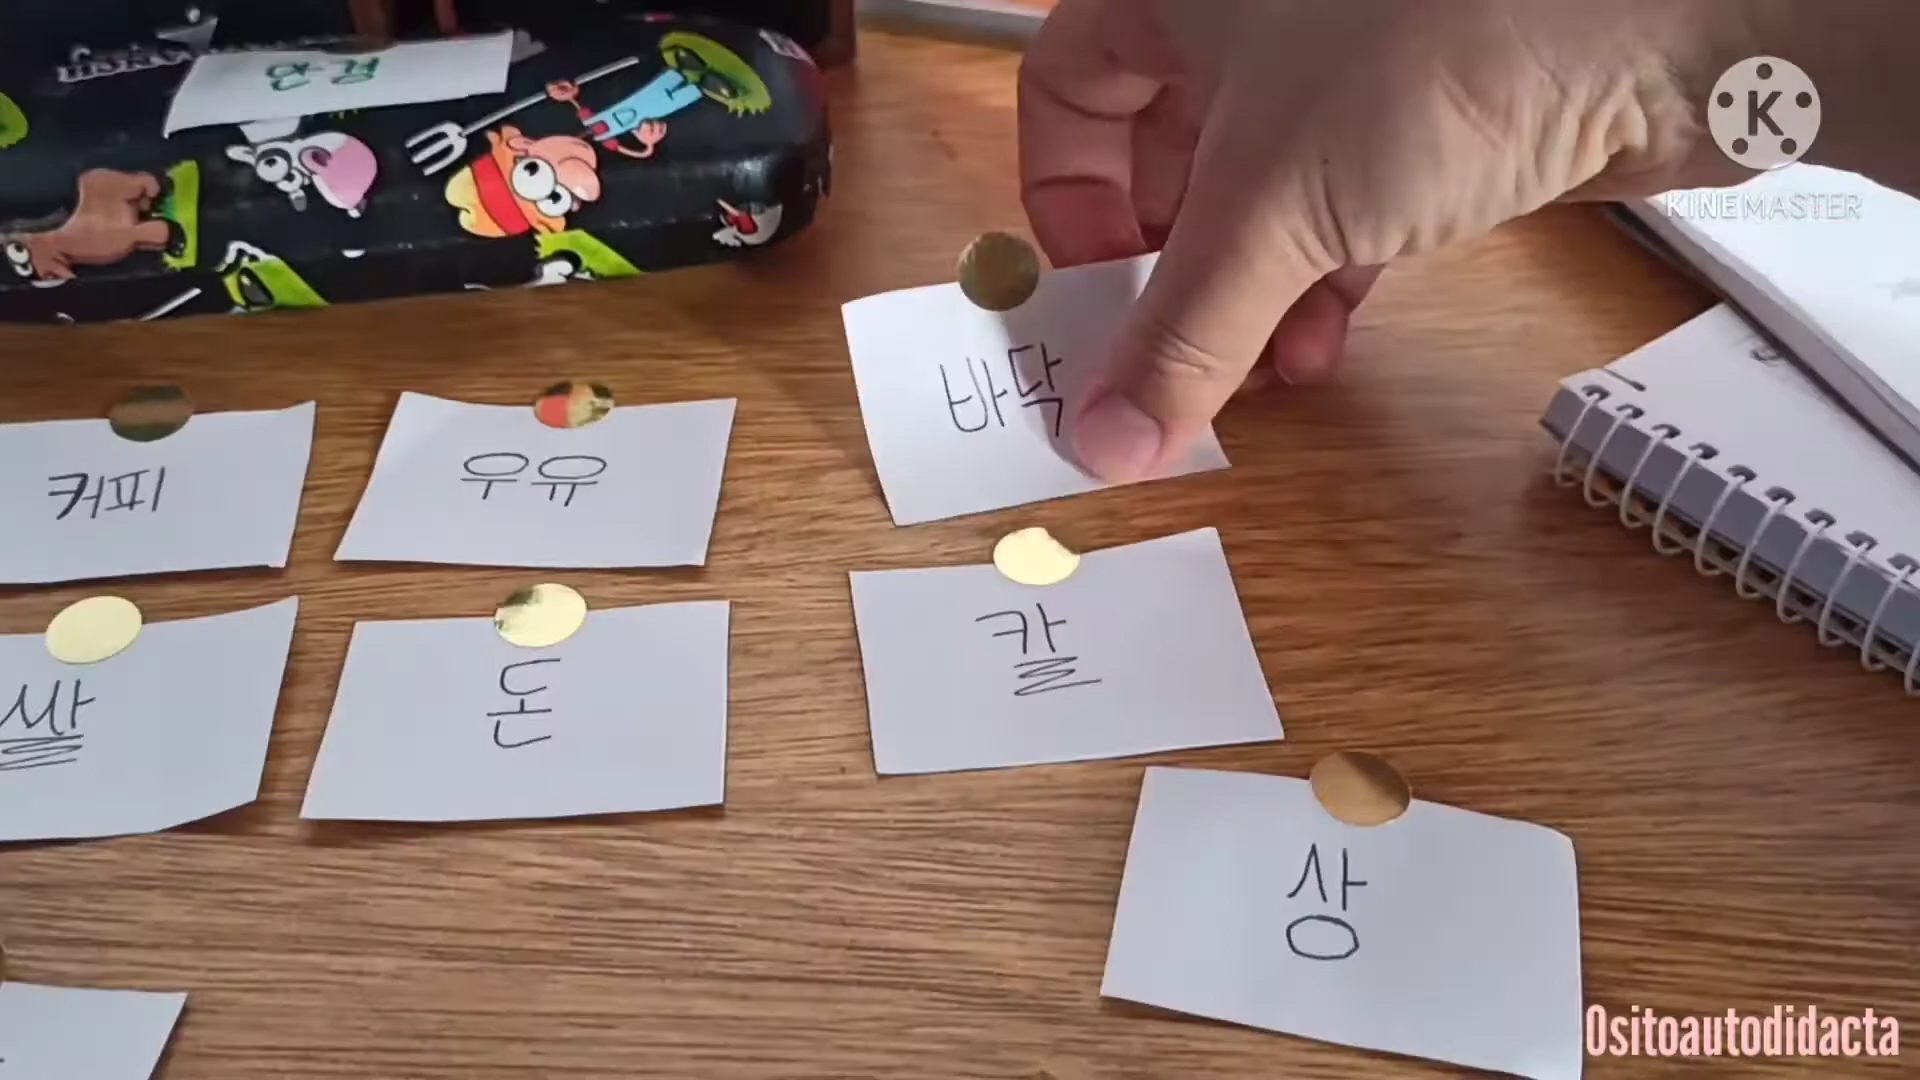 바닥
커피
우유
쌀
돈
칼
상
K
KINEMASTER
Ositoautodidacta